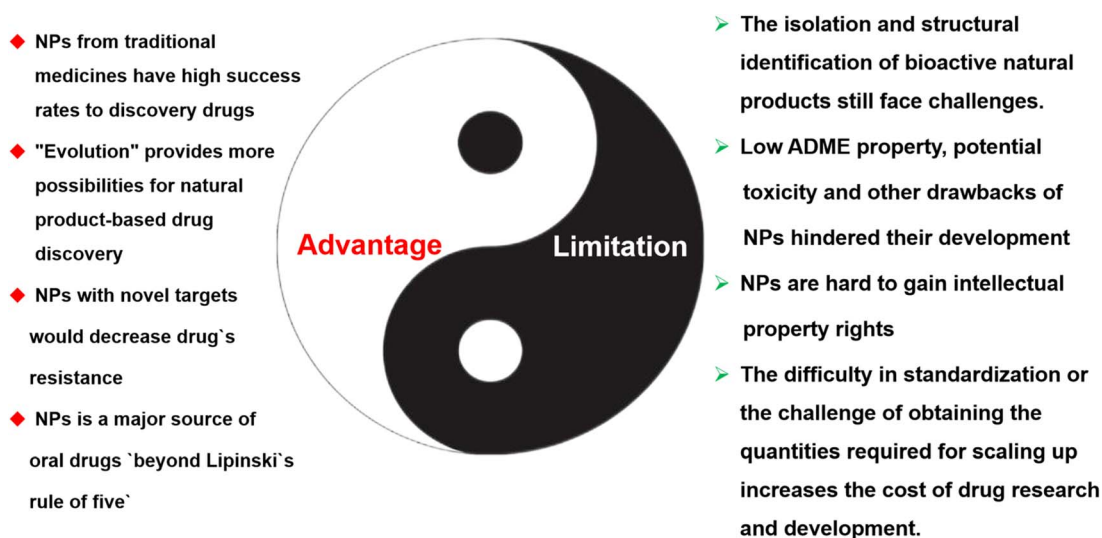 NPs from traditional
medicines have high success
rates to discovery drugs
"Evolution" provides more
possibilities for natural
product-based drug
discovery
NPs with novel targets
would decrease drug`s
resistance
NPs is a major source of
oral drugs `beyond Lipinski`s
rule of five`
Advantage
Limitation
The isolation and structural
identification of bioactive natural
products still face challenges.
Low ADME property, potential
toxicity and other drawbacks of
NPs hindered their development
NPs are hard to gain intellectual
property rights
The difficulty in standardization or
the challenge of obtaining the
quantities required for scaling up
increases the cost of drug research
and development.